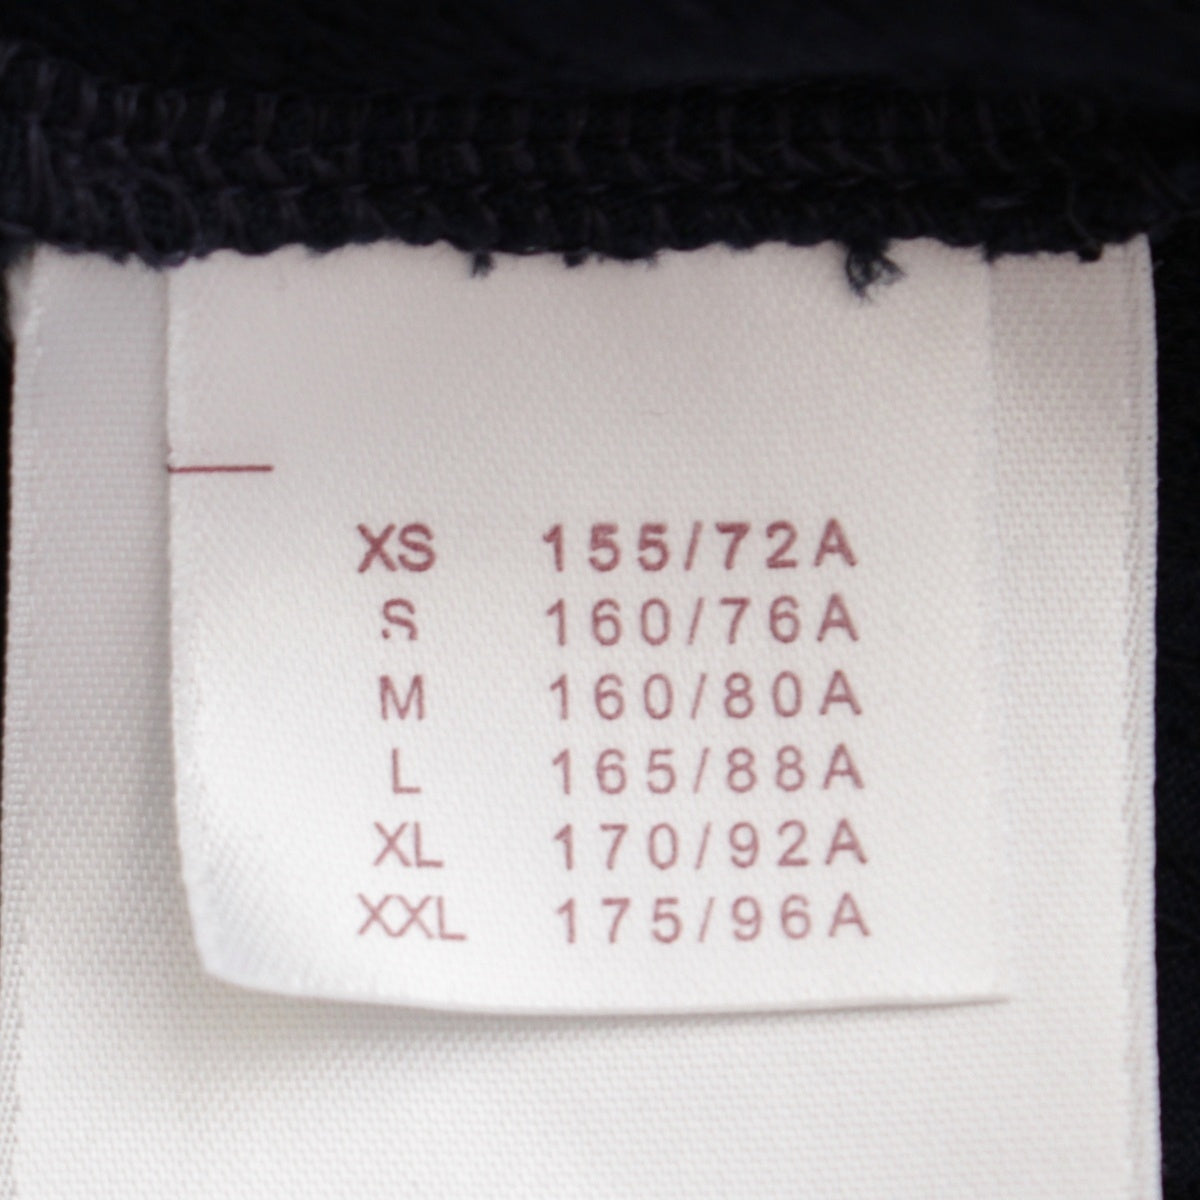 XS 155/72A
S 160/76A
M 160/80A
L 165/88A
XL 170/92A
XXL 175/96A